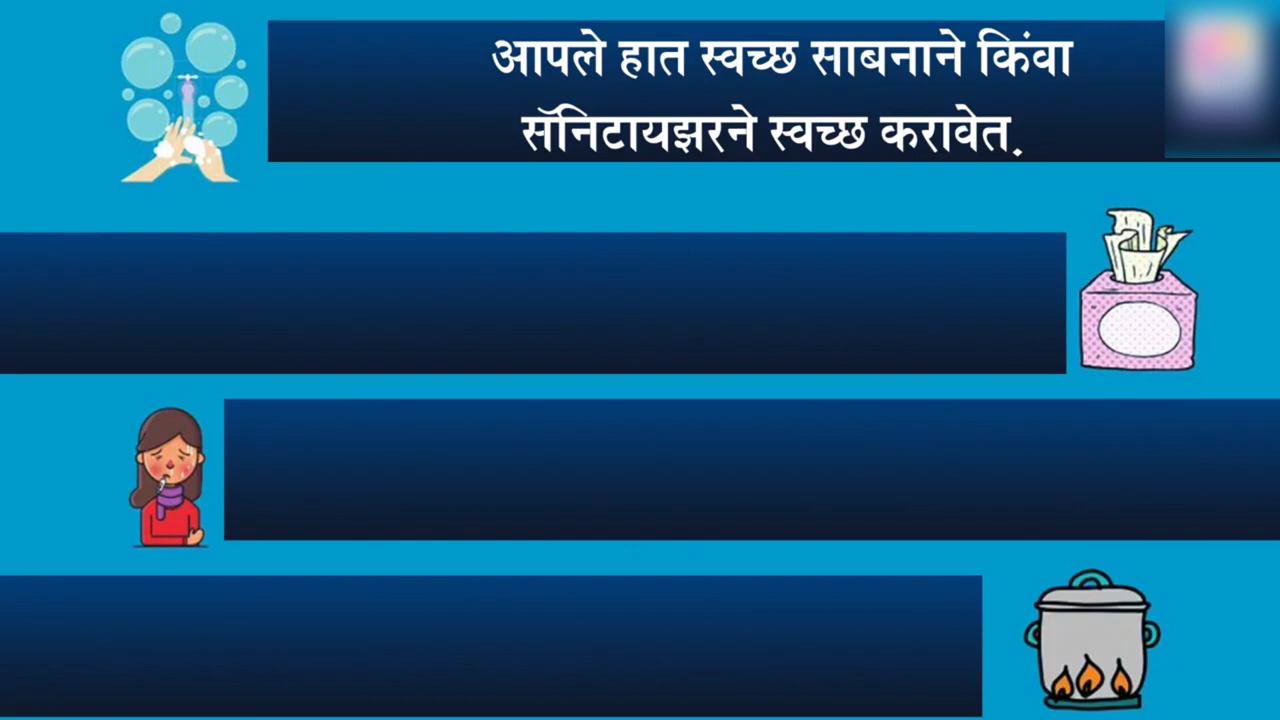 आपले हात स्वच्छ साबनाने किंवा
सॅनिटायझरने स्वच्छ करावेत.